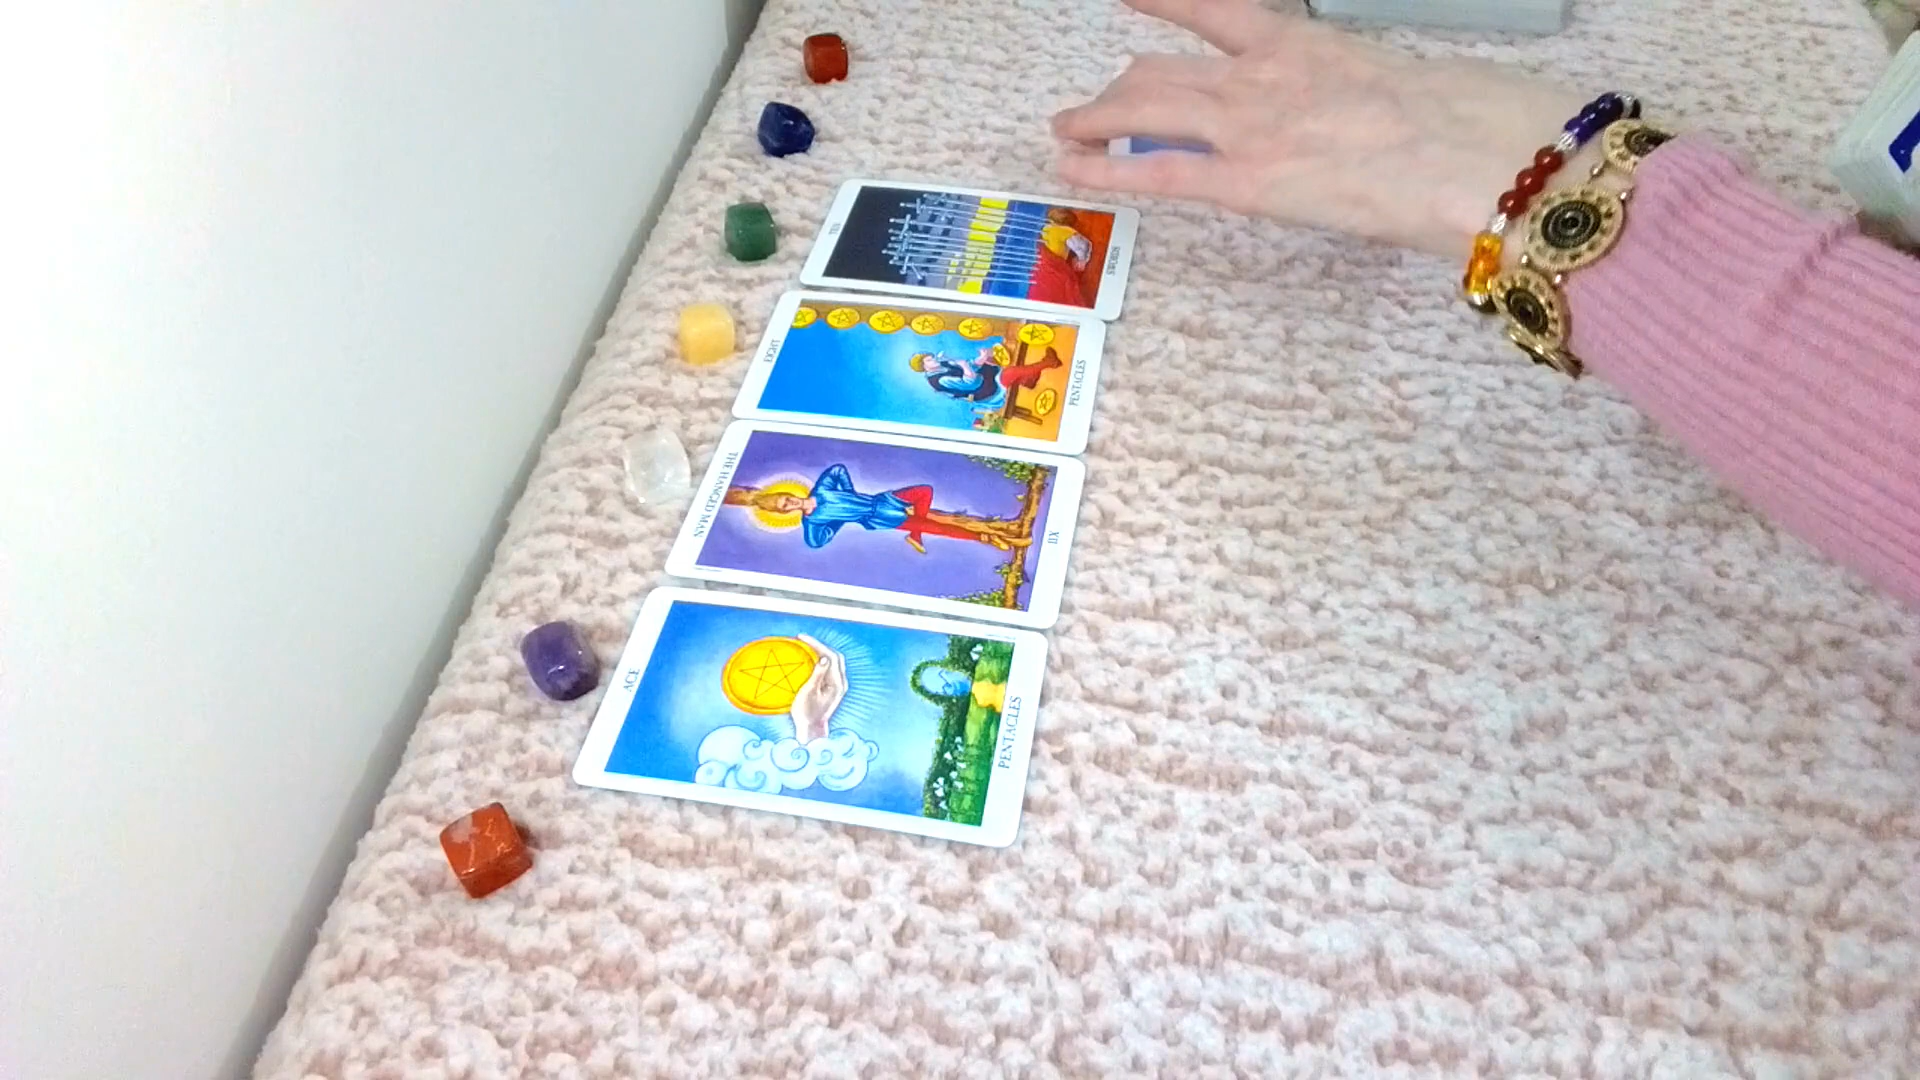 TEN
SWORDS
EIGHT
PENTACLES
THE HANGED MAN
XII
ACE
PENTACLES